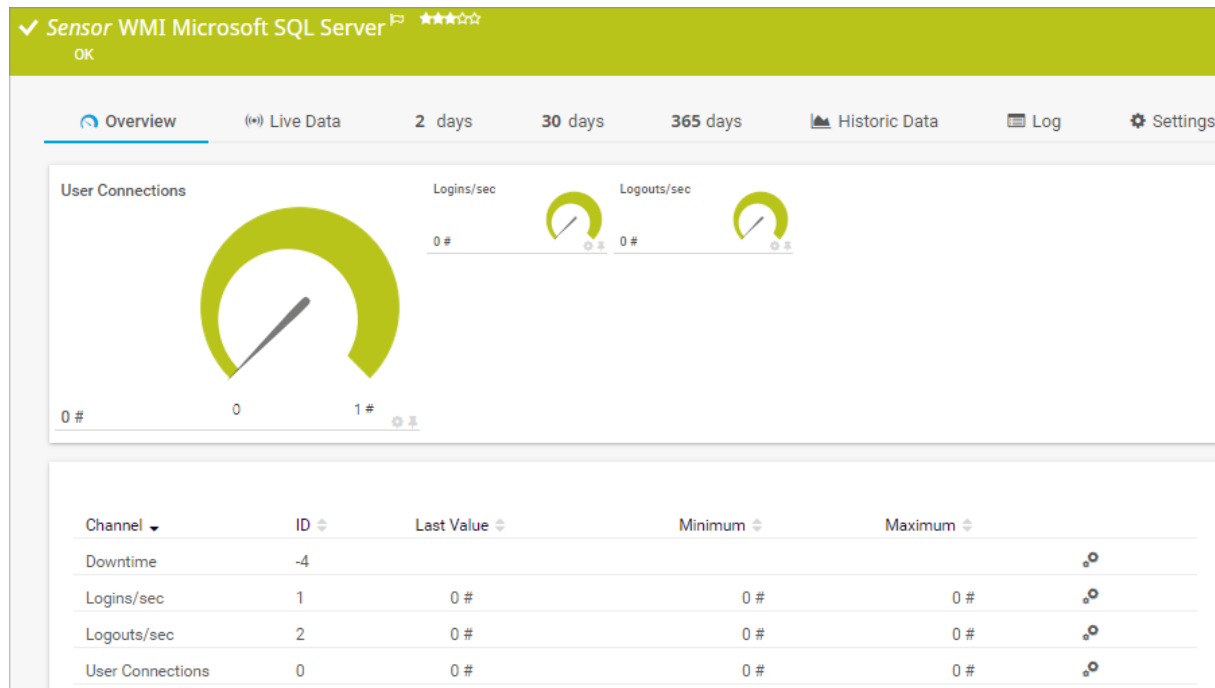 Sensor WMI Microsoft SQL Server
OK
Overview Live Data 2 days 30 days 365 days Historic Data Log Settings
User Connections
0 #
0 1 #
Logins/sec
0 #
Logouts/sec
0 #
Channel ID Last Value Minimum Maximum
Downtime -4
Logins/sec 1 0 # 0 # 0 #
Logouts/sec 2 0 # 0 # 0 #
User Connections 0 0 # 0 # 0 #